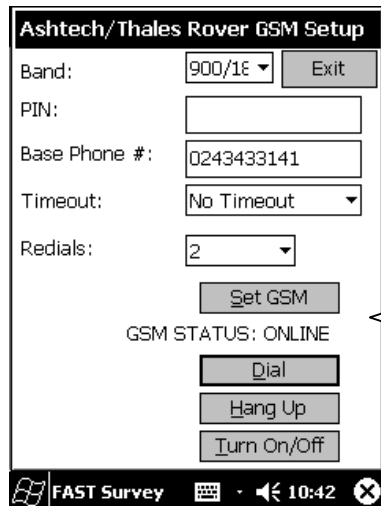 Ashtech/Thales Rover GSM Setup
Band: 900/18 Exit
PIN:
Base Phone #: 0243433141
Timeout: No Timeout
Redials: 2
Set GSM
GSM STATUS: ONLINE
Dial
Hang Up
Turn On/Off
FAST Survey 10:42